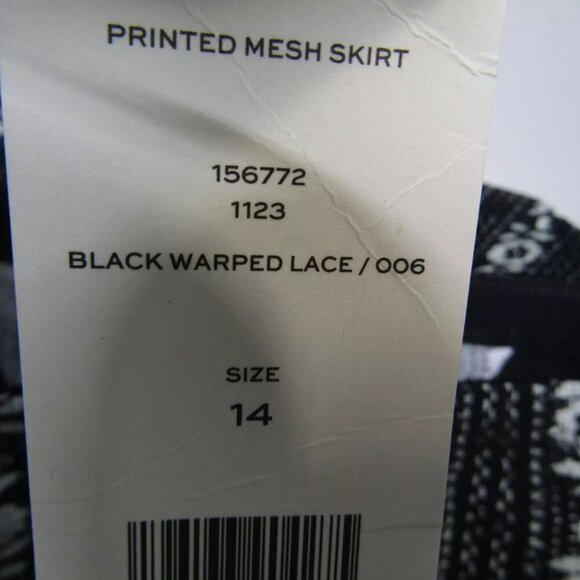 PRINTED MESH SKIRT
156772
1123
BLACK WARPED LACE / 006
SIZE
14